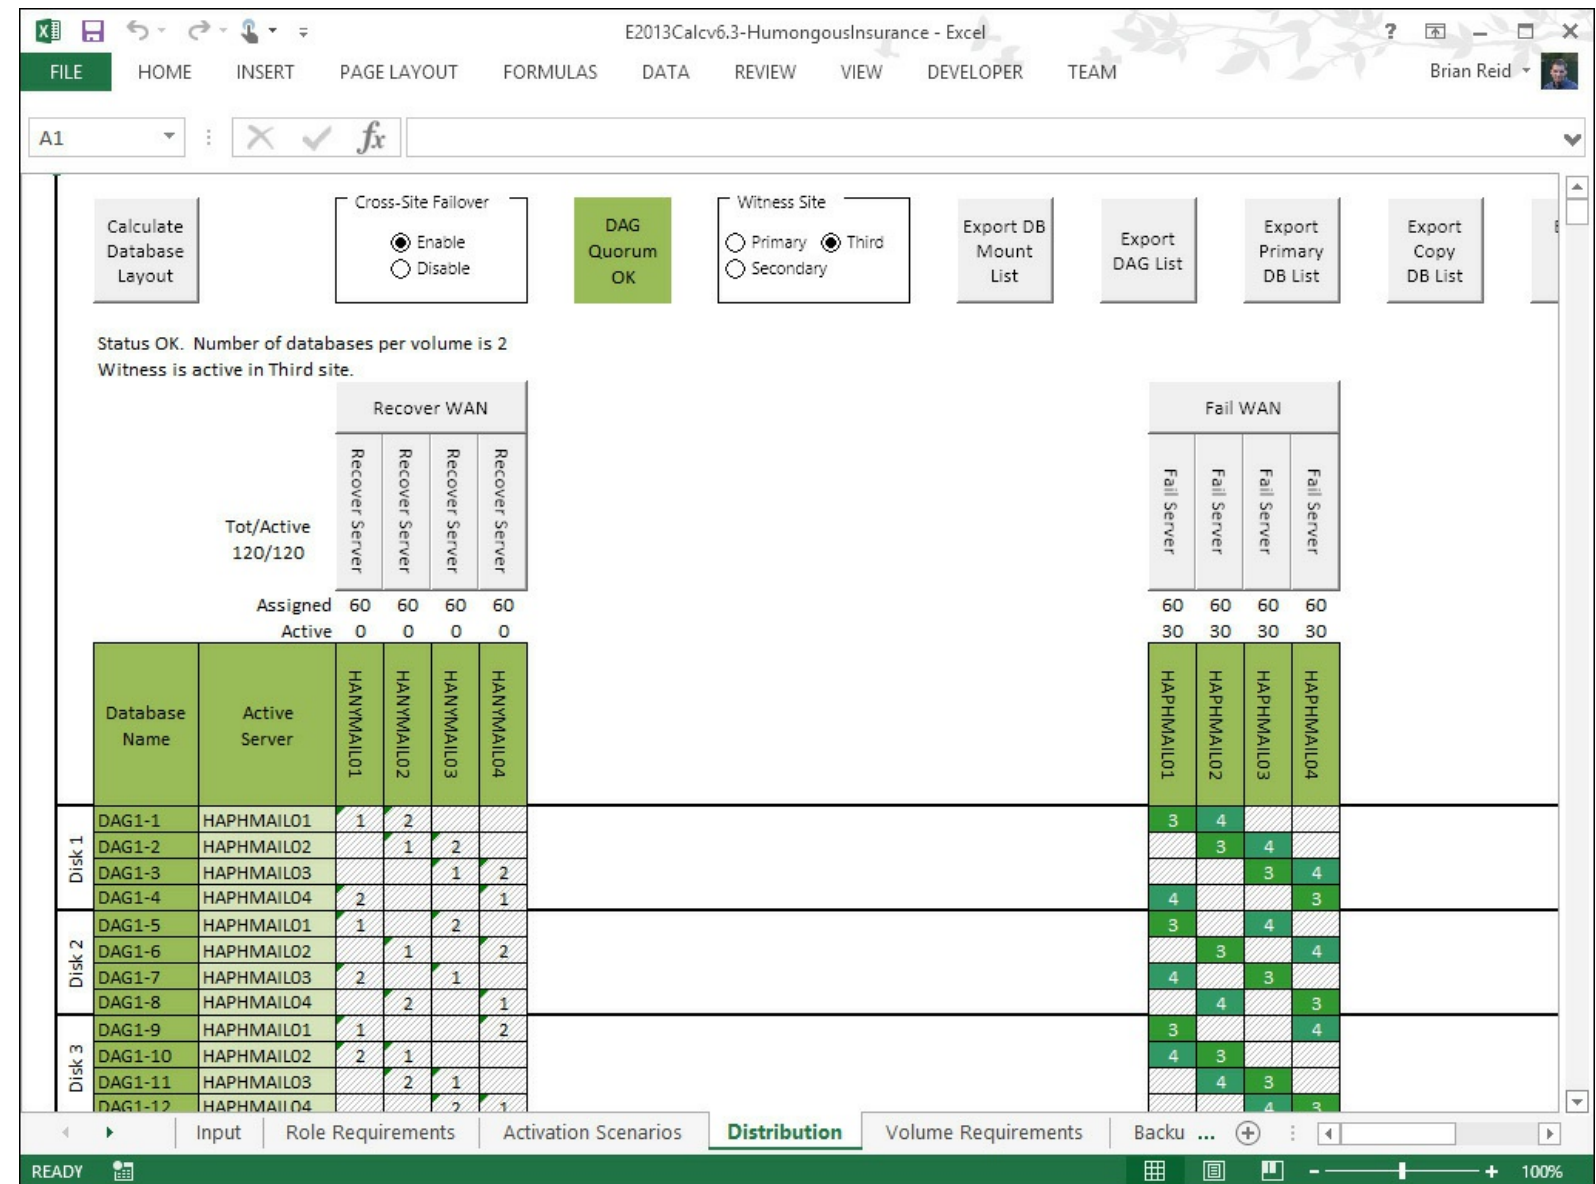 E2013Calcv6.3-HumongousInsurance - Excel
?
FILE HOME INSERT PAGE LAYOUT FORMULAS DATA REVIEW VIEW DEVELOPER TEAM Brian Reid
A1 fx
Calculate Database Layout
Cross-Site Failover
Enable
Disable
DAG Quorum OK
Witness Site
Primary Third
Secondary
Export DB Mount List
Export DAG List
Export Primary DB List
Export Copy DB List
Status OK. Number of databases per volume is 2
Witness is active in Third site.
Recover WAN Fail WAN
Recover Server Recover Server Recover Server Recover Server Fail Server Fail Server Fail Server Fail Server
Tot/Active
120/120
Assigned 60 60 60 60 60 60 60 60
Active 0 0 0 0 30 30 30 30
Database Name Active Server HANYMAIL01 HANYMAIL02 HANYMAIL03 HANYMAIL04 HAPHMAIL01 HAPHMAIL02 HAPHMAIL03 HAPHMAIL04
Disk 1
DAG1-1 HAPHMAIL01 1 2 3 4
DAG1-2 HAPHMAIL02 1 2 3 4
DAG1-3 HAPHMAIL03 1 2 3 4
DAG1-4 HAPHMAIL04 2 1 4 3
Disk 2
DAG1-5 HAPHMAIL01 1 2 3 4
DAG1-6 HAPHMAIL02 1 2 3 4
DAG1-7 HAPHMAIL03 2 1 4 3
DAG1-8 HAPHMAIL04 2 1 4 3
Disk 3
DAG1-9 HAPHMAIL01 1 2 3 4
DAG1-10 HAPHMAIL02 2 1 4 3
DAG1-11 HAPHMAIL03 2 1 4 3
DAG1-12 HAPHMAIL04 2 1 4 3
Input Role Requirements Activation Scenarios Distribution Volume Requirements Backu ...
READY 100%